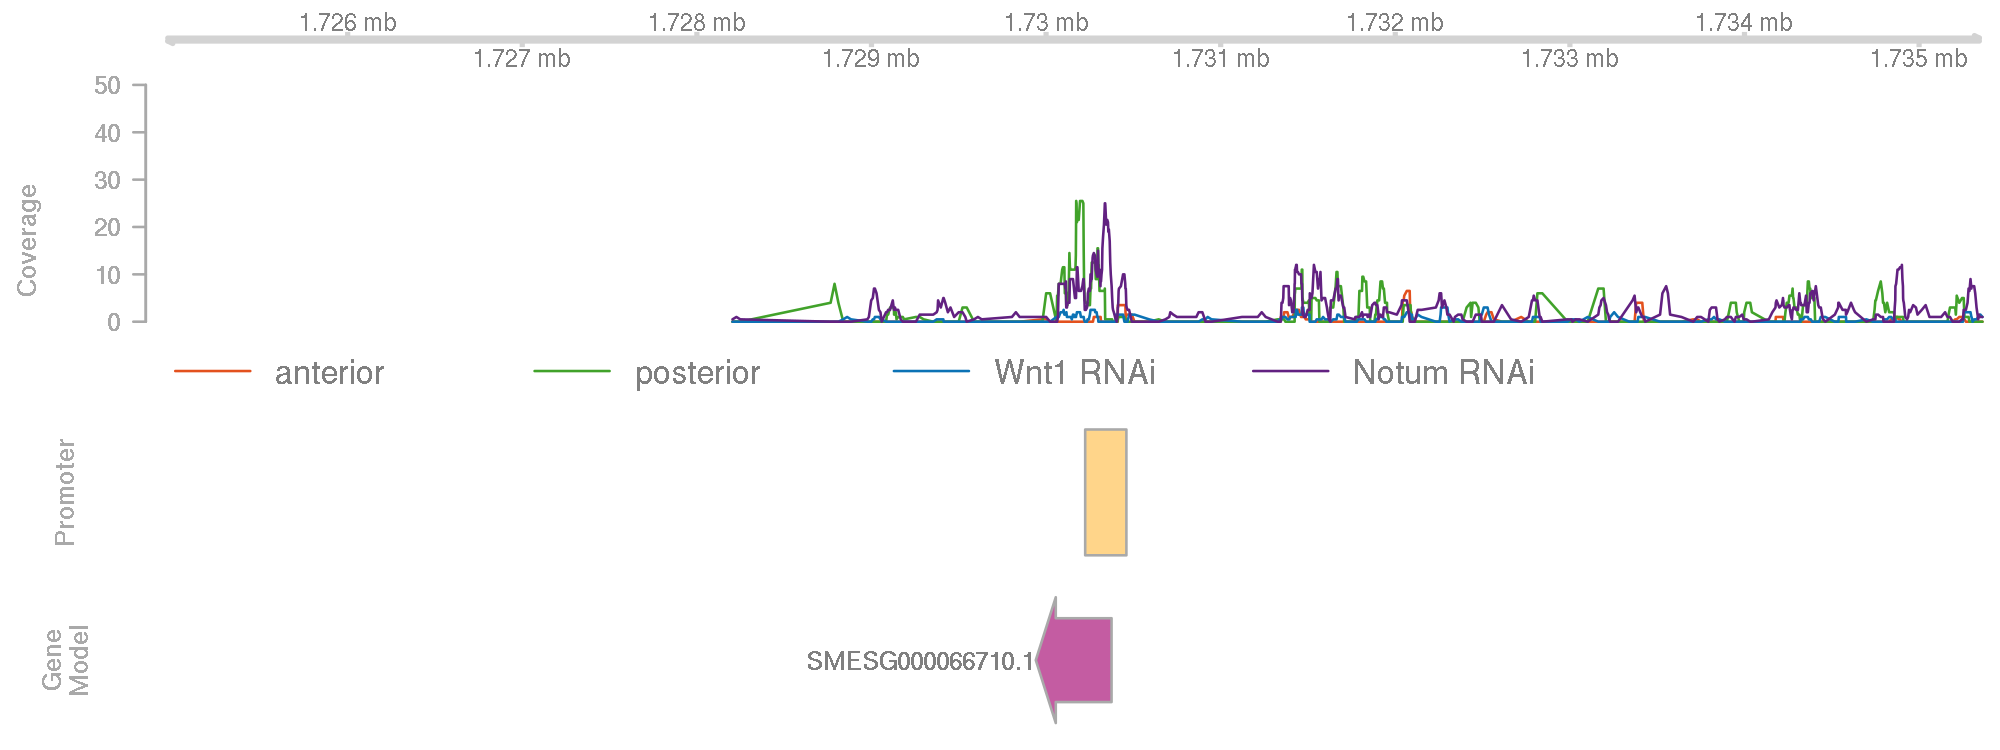 1.726 mb 1.728 mb 1.73 mb 1.732 mb 1.734 mb
1.727 mb 1.729 mb 1.731 mb 1.733 mb 1.735 mb
50
40
30
20
10
0
Coverage
anterior posterior Wnt1 RNAi Notum RNAi
Promoter
SMESG000066710.1
Gene
Model